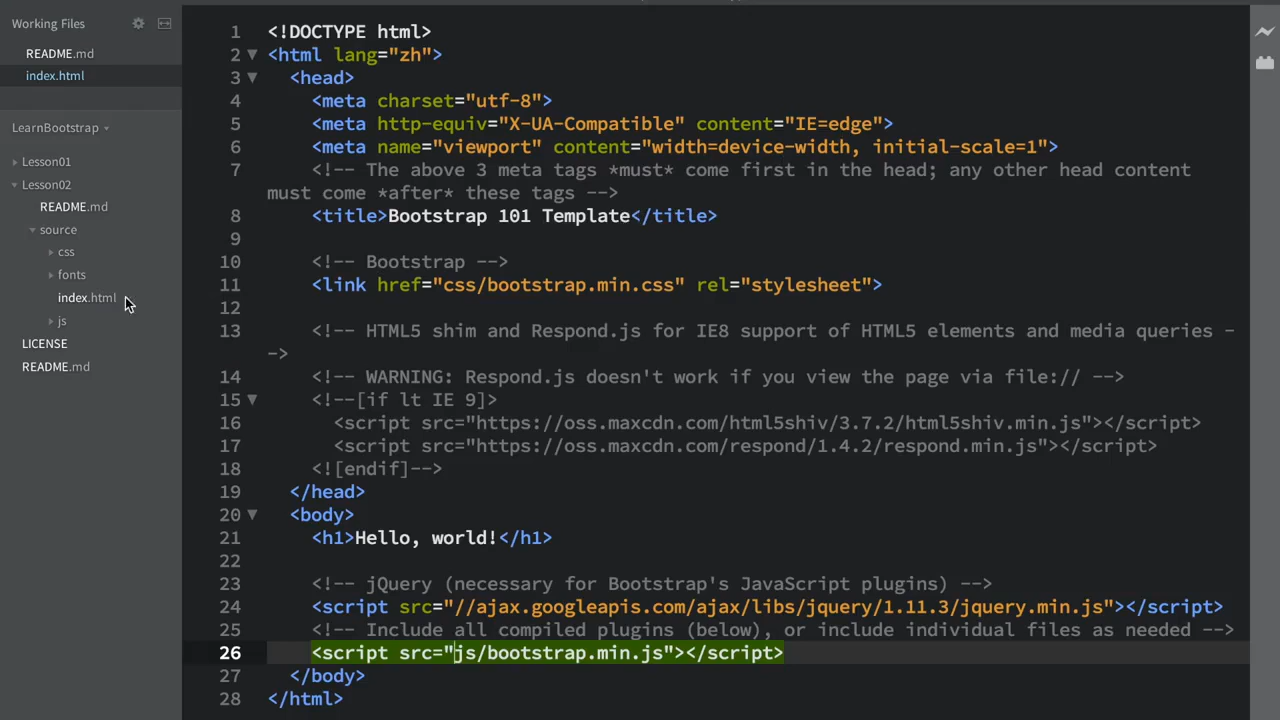 Working Files
README.md
index.html
LearnBootstrap
Lesson01
Lesson02
README.md
source
css
fonts
index.html
js
LICENSE
README.md
1 <!DOCTYPE html>
2 <html lang="zh">
3 <head>
4 <meta charset="utf-8">
5 <meta http-equiv="X-UA-Compatible" content="IE=edge">
6 <meta name="viewport" content="width=device-width, initial-scale=1">
7 <!-- The above 3 meta tags *must* come first in the head; any other head content
must come *after* these tags -->
8 <title>Bootstrap 101 Template</title>
9
10 <!-- Bootstrap -->
11 <link href="css/bootstrap.min.css" rel="stylesheet">
12
13 <!-- HTML5 shim and Respond.js for IE8 support of HTML5 elements and media queries -
->
14 <!-- WARNING: Respond.js doesn't work if you view the page via file:// -->
15 <!--[if lt IE 9]>
16 <script src="https://oss.maxcdn.com/html5shiv/3.7.2/html5shiv.min.js"></script>
17 <script src="https://oss.maxcdn.com/respond/1.4.2/respond.min.js"></script>
18 <![endif]-->
19 </head>
20 <body>
21 <h1>Hello, world!</h1>
22
23 <!-- jQuery (necessary for Bootstrap's JavaScript plugins) -->
24 <script src="//ajax.googleapis.com/ajax/libs/jquery/1.11.3/jquery.min.js"></script>
25 <!-- Include all compiled plugins (below), or include individual files as needed -->
26 <script src="js/bootstrap.min.js"></script>
27 </body>
28 </html>